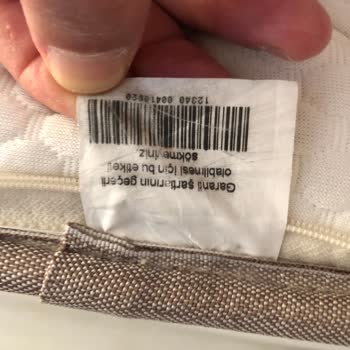 Garanti şartlarının geçerli
olabilmesi için bu etiketi
sökmeyiniz.